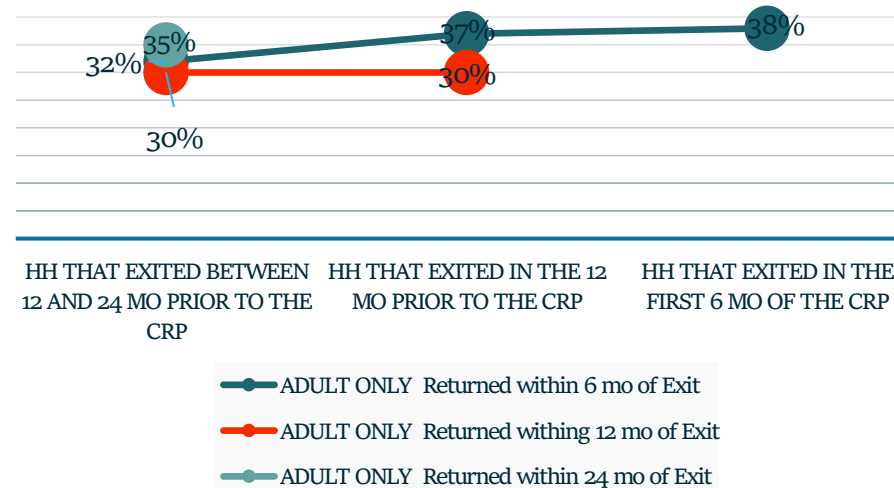 35%
37%
38%
32%
30%
30%
HH THAT EXITED BETWEEN
12 AND 24 MO PRIOR TO THE
CRP
HH THAT EXITED IN THE 12
MO PRIOR TO THE CRP
HH THAT EXITED IN THE
FIRST 6 MO OF THE CRP
ADULT ONLY Returned within 6 mo of Exit
ADULT ONLY Returned withing 12 mo of Exit
ADULT ONLY Returned within 24 mo of Exit